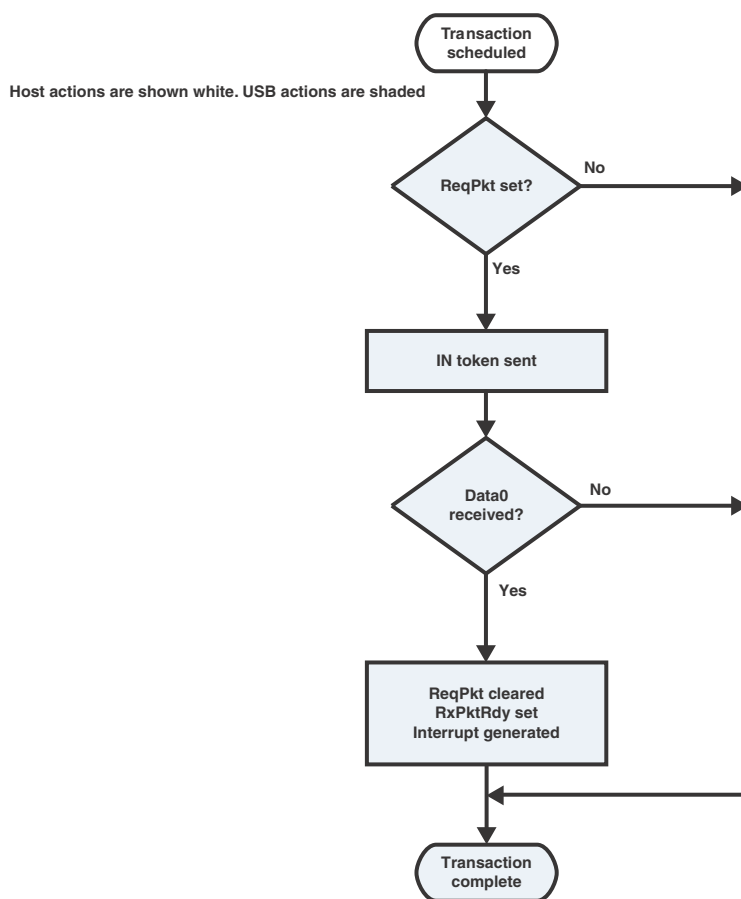 Transaction
scheduled
Host actions are shown white. USB actions are shaded
ReqPkt set?
No
Yes
IN token sent
Data0
received?
No
Yes
ReqPkt cleared
RxPktRdy set
Interrupt generated
Transaction
complete